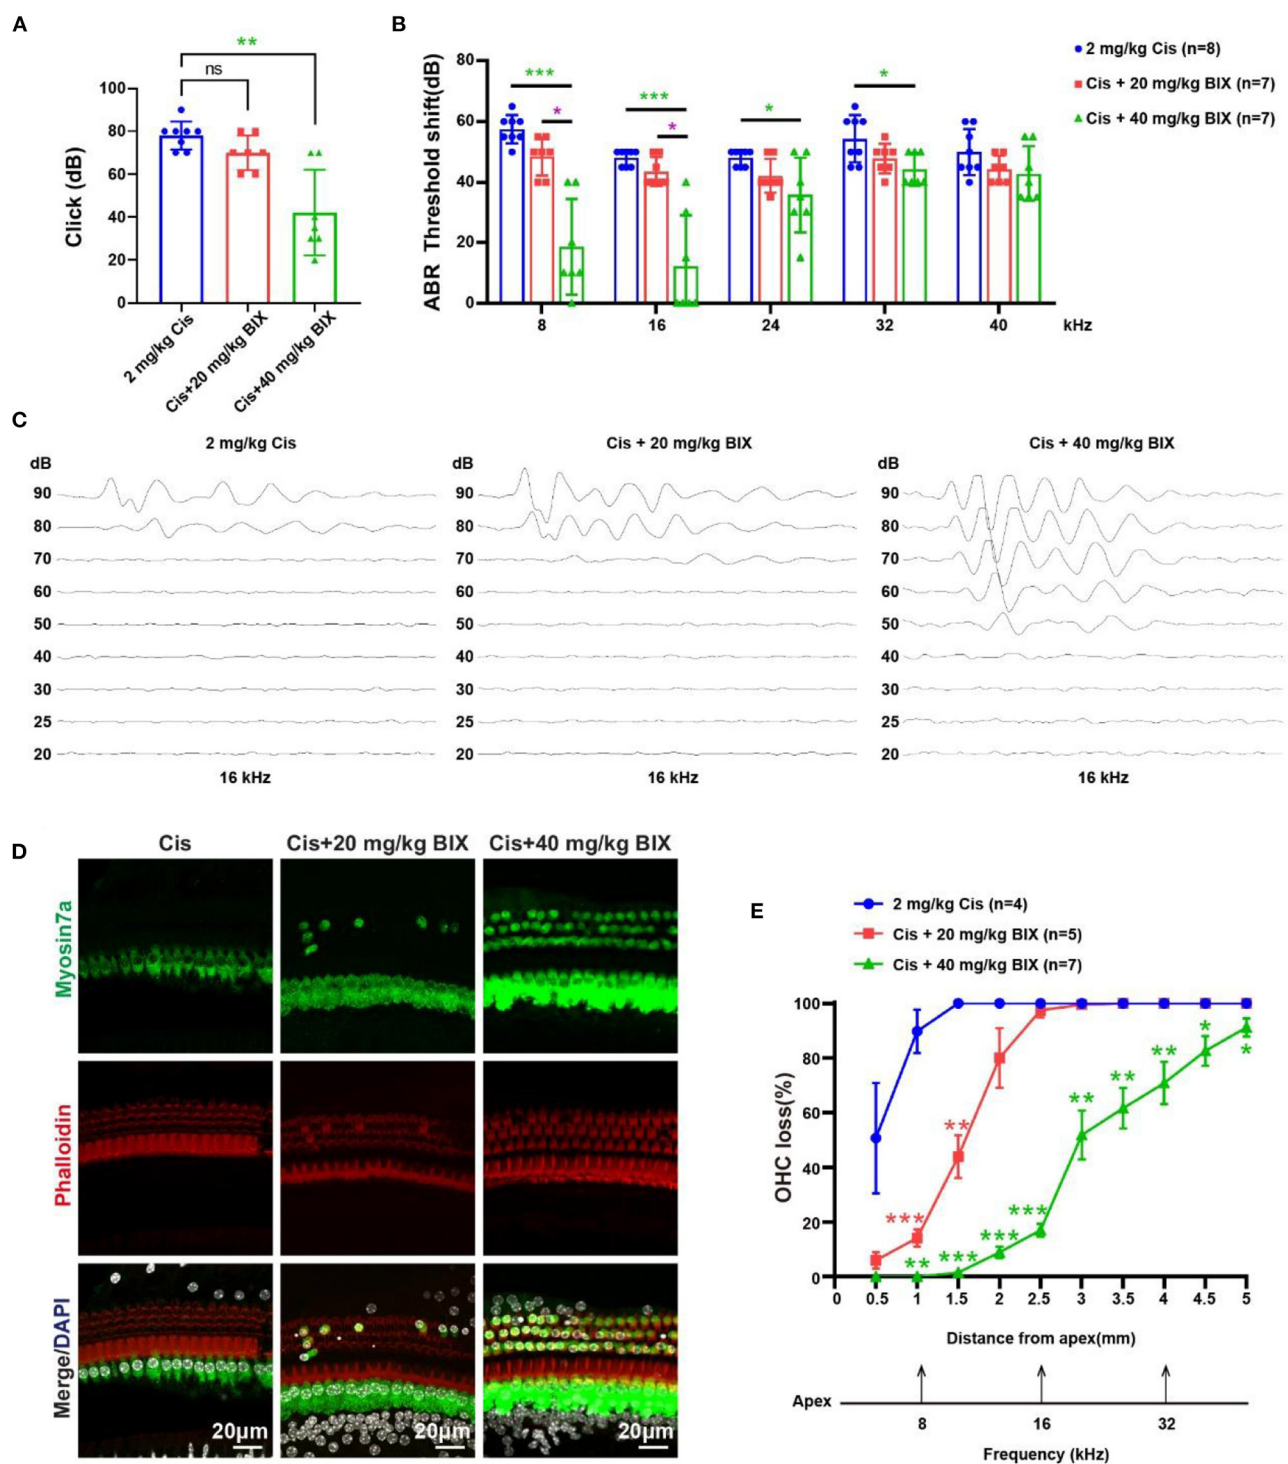 A
**
ns
100
80
60
40
20
0
Click (dB)
2 mg/kg Cis
Cis+20 mg/kg BIX
Cis+40 mg/kg BIX
B
80
60
40
20
0
ABR Threshold shift(dB)
***
*
***
*
*
*
8
16
24
32
40
kHz
2 mg/kg Cis (n=8)
Cis + 20 mg/kg BIX (n=7)
Cis + 40 mg/kg BIX (n=7)
C
2 mg/kg Cis
dB
90
80
70
60
50
40
30
25
20
16 kHz
Cis + 20 mg/kg BIX
dB
90
80
70
60
50
40
30
25
20
16 kHz
Cis + 40 mg/kg BIX
dB
90
80
70
60
50
40
30
25
20
16 kHz
D
Cis
Cis+20 mg/kg BIX
Cis+40 mg/kg BIX
Myosin7a
Phalloidin
Merge/DAPI
20μm
20μm
20μm
E
2 mg/kg Cis (n=4)
Cis + 20 mg/kg BIX (n=5)
Cis + 40 mg/kg BIX (n=7)
100
80
60
40
20
0
OHC loss(%)
***
**
**
***
***
***
**
**
**
*
*
0
0.5
1
1.5
2
2.5
3
3.5
4
4.5
5
Distance from apex(mm)
Apex
8
16
32
Frequency (kHz)